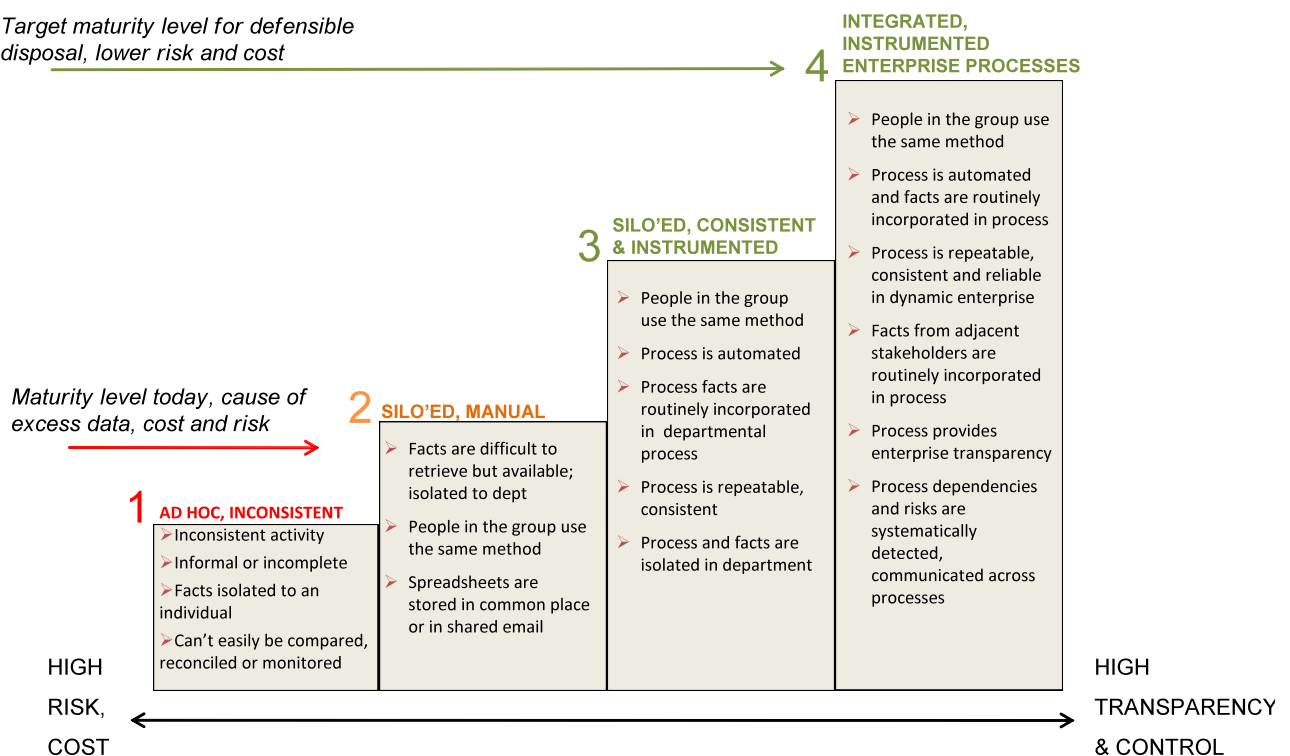 Target maturity level for defensible
disposal, lower risk and cost
4
INTEGRATED,
INSTRUMENTED
ENTERPRISE PROCESSES
People in the group use
the same method
Process is automated
and facts are routinely
incorporated in process
Process is repeatable,
consistent and reliable
in dynamic enterprise
Facts from adjacent
stakeholders are
routinely incorporated
in process
Process provides
enterprise transparency
Process dependencies
and risks are
systematically
detected,
communicated across
processes
3
SILO’ED, CONSISTENT
& INSTRUMENTED
People in the group
use the same method
Process is automated
Process facts are
routinely incorporated
in departmental
process
Process is repeatable,
consistent
Process and facts are
isolated in department
Maturity level today, cause of
excess data, cost and risk
2
SILO’ED, MANUAL
Facts are difficult to
retrieve but available;
isolated to dept
People in the group use
the same method
Spreadsheets are
stored in common place
or in shared email
1
AD HOC, INCONSISTENT
Inconsistent activity
Informal or incomplete
Facts isolated to an
individual
Can’t easily be compared,
reconciled or monitored
HIGH
RISK,
COST
HIGH
TRANSPARENCY
& CONTROL